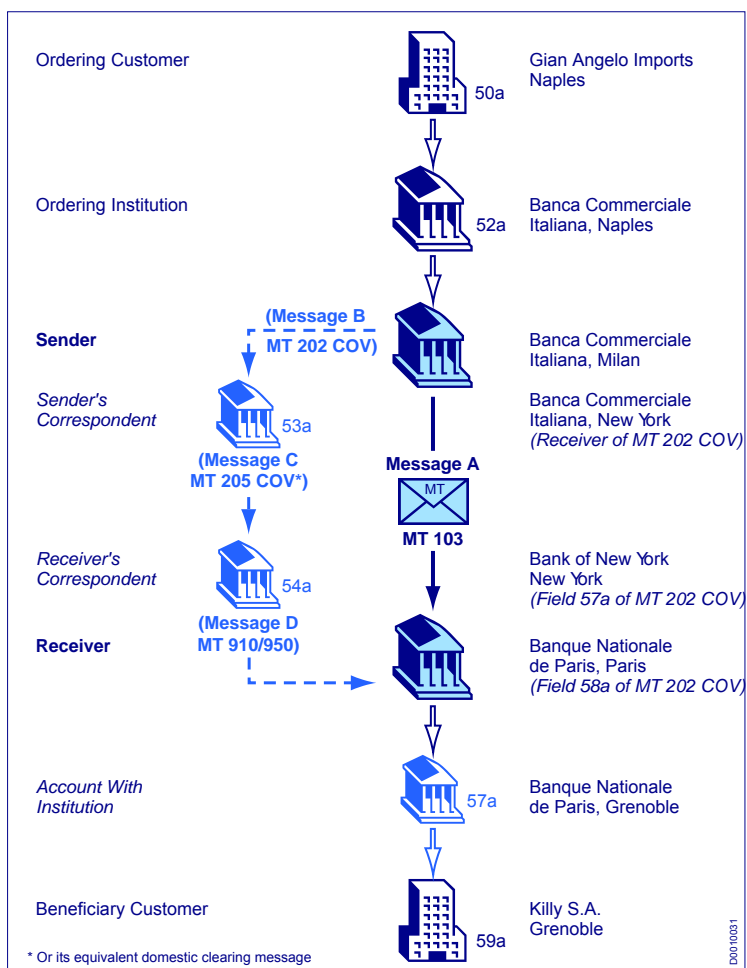 Ordering Customer
50a
Gian Angelo Imports
Naples
Ordering Institution
52a
Banca Commerciale
Italiana, Naples
(Message B
MT 202 COV)
Sender
Banca Commerciale
Italiana, Milan
Sender's
Correspondent
53a
Banca Commerciale
Italiana, New York
(Receiver of MT 202 COV)
(Message C
MT 205 COV*)
Message A
MT
MT 103
Receiver's
Correspondent
54a
Bank of New York
New York
(Field 57a of MT 202 COV)
(Message D
MT 910/950)
Receiver
Banque Nationale
de Paris, Paris
(Field 58a of MT 202 COV)
Account With
Institution
57a
Banque Nationale
de Paris, Grenoble
Beneficiary Customer
59a
Killy S.A.
Grenoble
* Or its equivalent domestic clearing message
D0010031